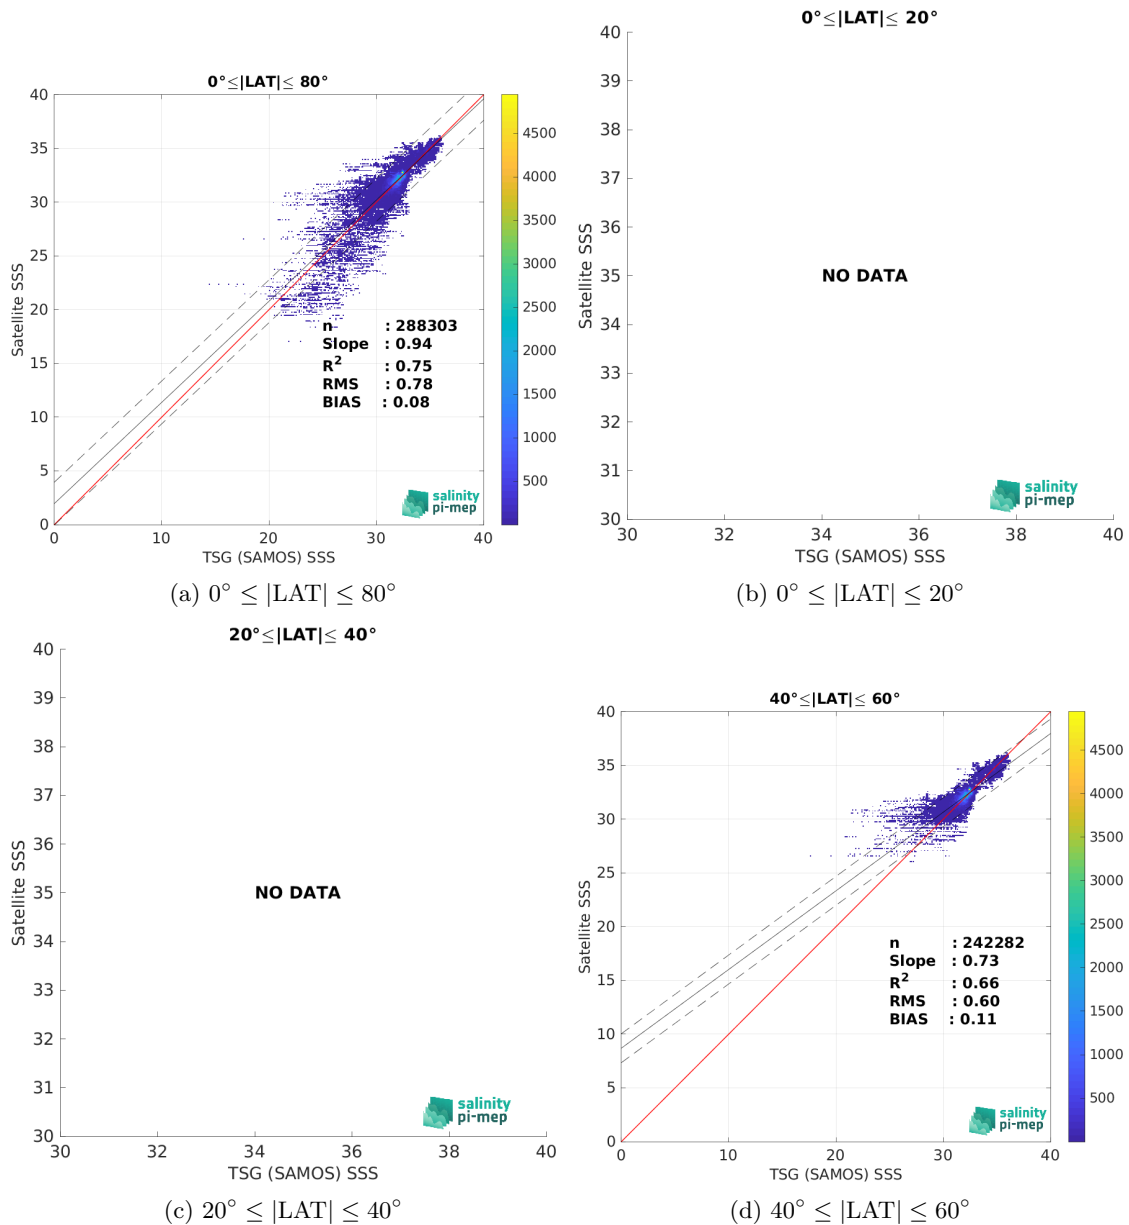 0°≤|LAT|≤ 80°
40
35
30
25
20
15
10
5
0
0
10
20
30
40
Satellite SSS
TSG (SAMOS) SSS
n : 288303
Slope : 0.94
R² : 0.75
RMS : 0.78
BIAS : 0.08
salinity
pi-mep
4500
4000
3500
3000
2500
2000
1500
1000
500
(a) 0° ≤ |LAT| ≤ 80°
0°≤|LAT|≤ 20°
40
39
38
37
36
35
34
33
32
31
30
30
32
34
36
38
40
Satellite SSS
TSG (SAMOS) SSS
NO DATA
salinity
pi-mep
(b) 0° ≤ |LAT| ≤ 20°
20°≤|LAT|≤ 40°
40
39
38
37
36
35
34
33
32
31
30
30
32
34
36
38
40
Satellite SSS
TSG (SAMOS) SSS
NO DATA
salinity
pi-mep
(c) 20° ≤ |LAT| ≤ 40°
40°≤|LAT|≤ 60°
40
35
30
25
20
15
10
5
0
0
10
20
30
40
Satellite SSS
TSG (SAMOS) SSS
n : 242282
Slope : 0.73
R² : 0.66
RMS : 0.60
BIAS : 0.11
salinity
pi-mep
4500
4000
3500
3000
2500
2000
1500
1000
500
(d) 40° ≤ |LAT| ≤ 60°